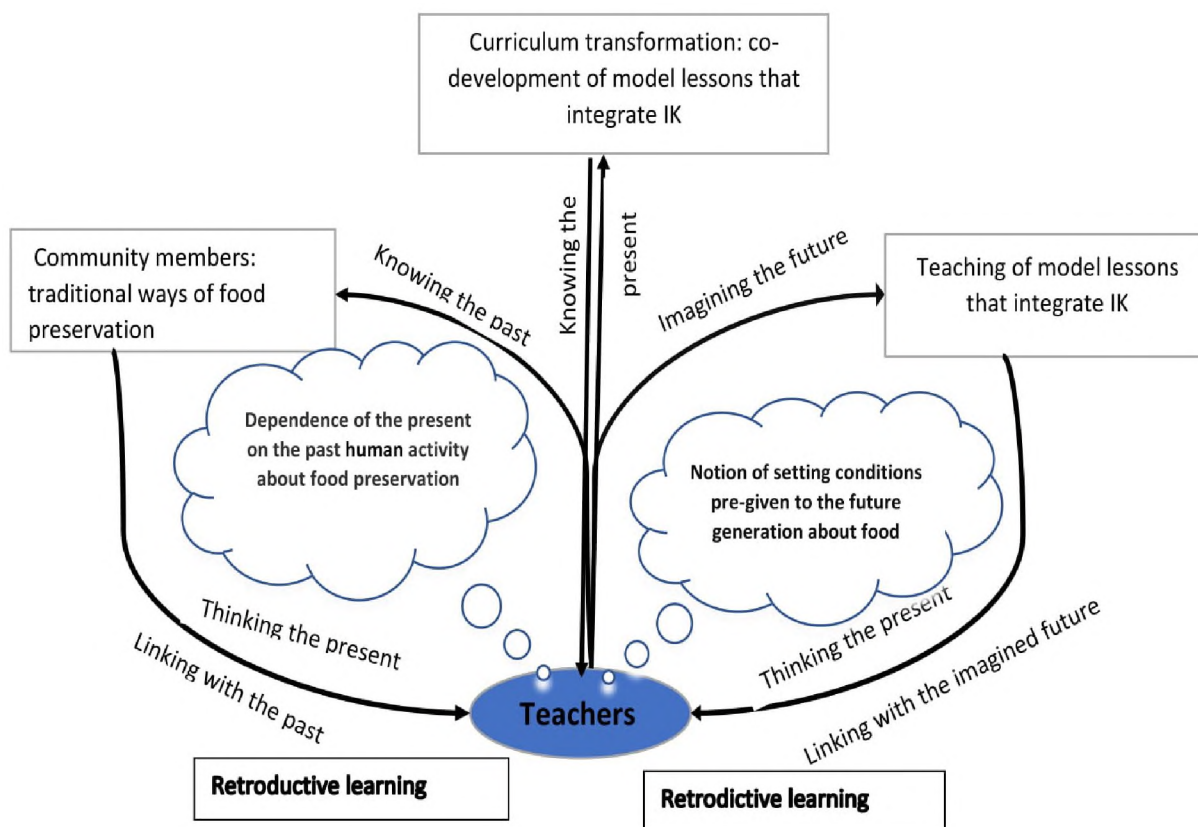 Curriculum transformation: co-
development of model lessons that
integrate IK
Knowing the
present
Knowing the past
Imagining the future
Community members:
traditional ways of food
preservation
Teaching of model lessons
that integrate IK
Dependence of the present
on the past human activity
about food preservation
Notion of setting conditions
pre-given to the future
generation about food
Thinking the present
Linking with the past
Thinking the present
Linking with the imagined future
Teachers
Retroductive learning
Retrodictive learning